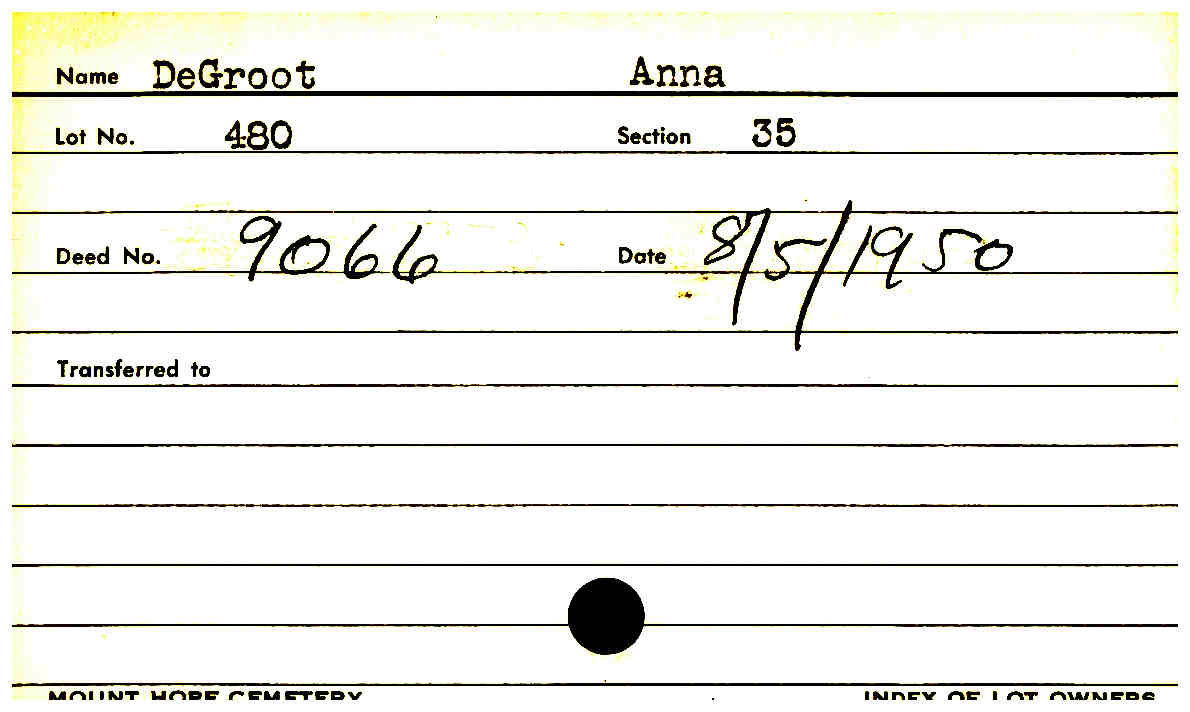 Name DeGroot Anna
Lot No. 480 Section 35
Deed No. 9066 Date 8/5/1950
Transferred to
MOUNT HOPE CEMETERY INDEX OF LOT OWNERS